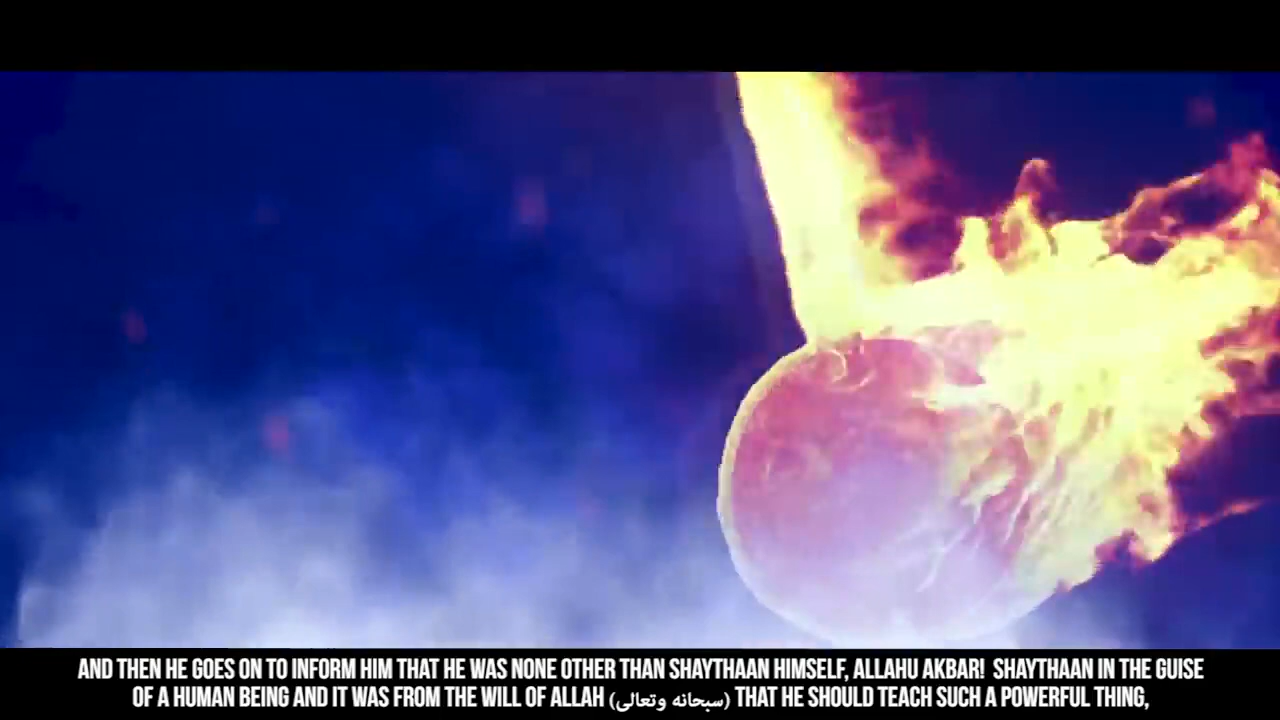 AND THEN HE GOES ON TO INFORM HIM THAT HE WAS NONE OTHER THAN SHAYTHAAN HIMSELF, ALLAHU AKBAR! SHAYTHAAN IN THE GUISE
OF A HUMAN BEING AND IT WAS FROM THE WILL OF ALLAH (سبحانه وتعالى) THAT HE SHOULD TEACH SUCH A POWERFUL THING,